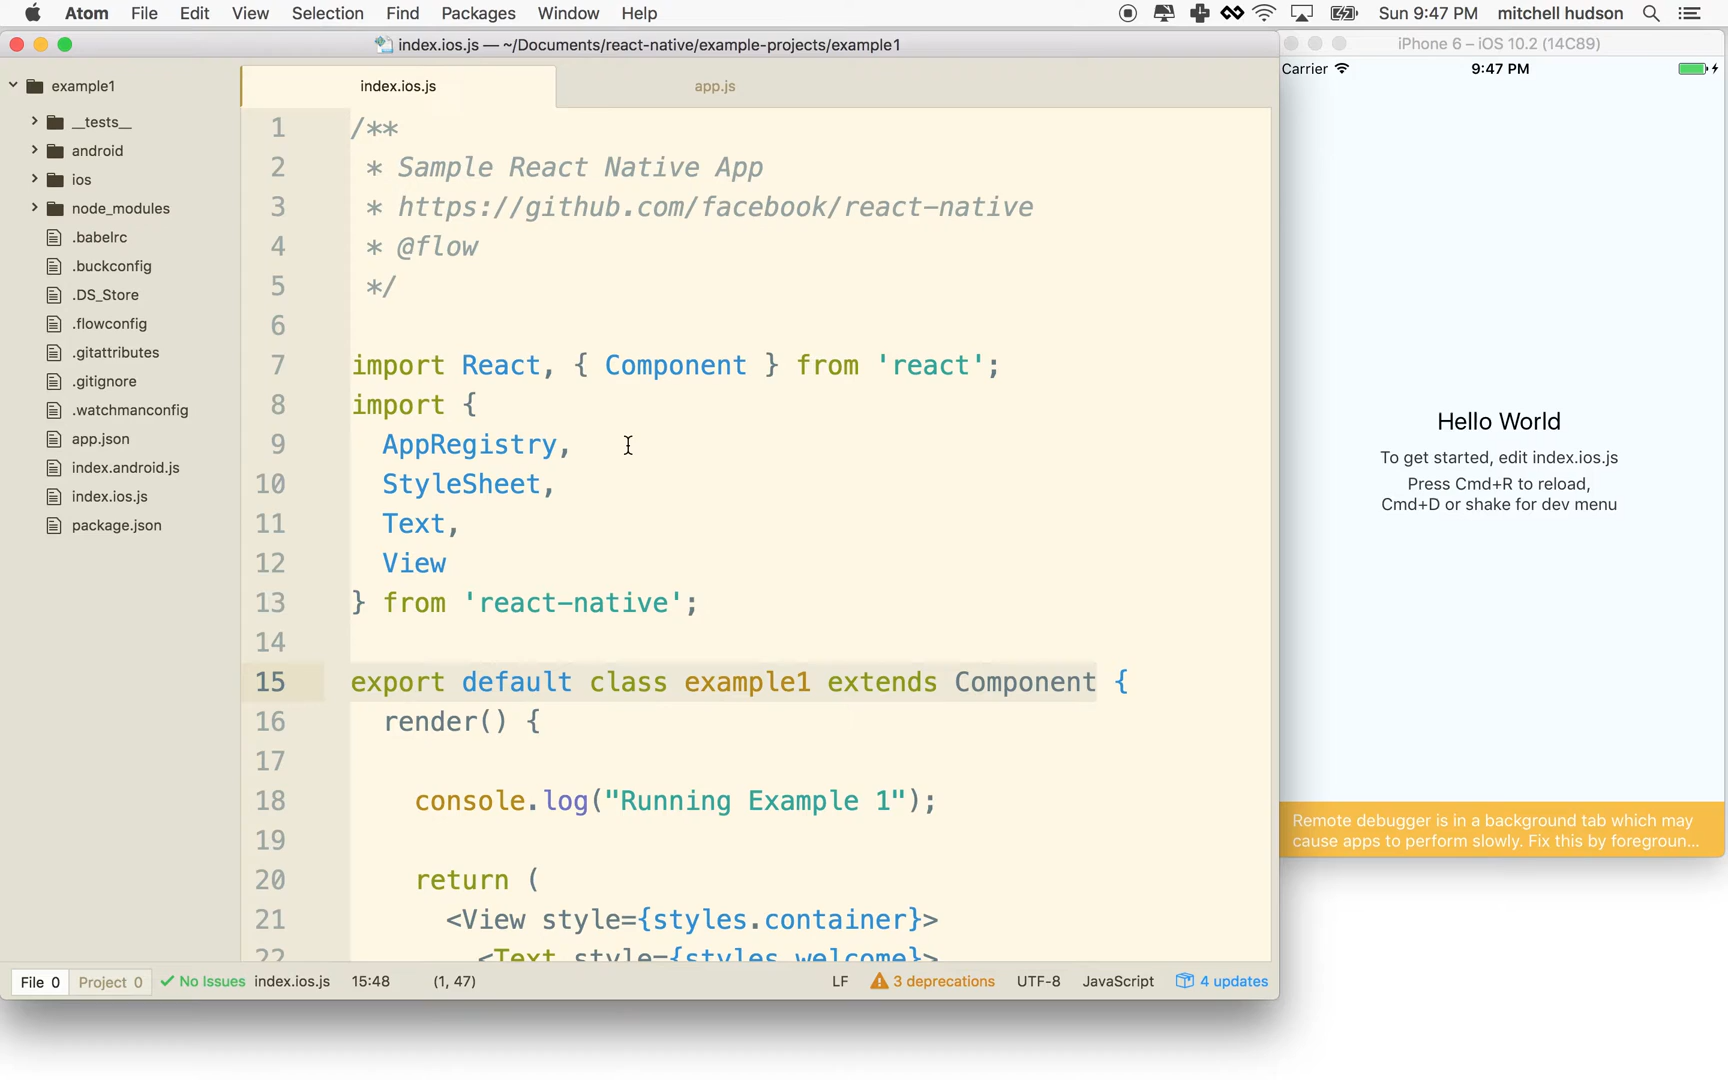 Atom File Edit View Selection Find Packages Window Help Sun 9:47 PM mitchell hudson
index.ios.js — ~/Documents/react-native/example-projects/example1
iPhone 6 – iOS 10.2 (14C89)
Carrier 9:47 PM
example1
__tests__
android
ios
node_modules
.babelrc
.buckconfig
.DS_Store
.flowconfig
.gitattributes
.gitignore
.watchmanconfig
app.json
index.android.js
index.ios.js
package.json
index.ios.js app.js
1 /**
2 * Sample React Native App
3 * https://github.com/facebook/react-native
4 * @flow
5 */
6
7 import React, { Component } from 'react';
8 import {
9 AppRegistry,
10 StyleSheet,
11 Text,
12 View
13 } from 'react-native';
14
15 export default class example1 extends Component {
16 render() {
17
18 console.log("Running Example 1");
19
20 return (
21 <View style={styles.container}>
22 <Text style={styles.welcome}>
Hello World
To get started, edit index.ios.js
Press Cmd+R to reload,
Cmd+D or shake for dev menu
Remote debugger is in a background tab which may
cause apps to perform slowly. Fix this by foregroun...
File 0 Project 0 No Issues index.ios.js 15:48 (1, 47) LF 3 deprecations UTF-8 JavaScript 4 updates